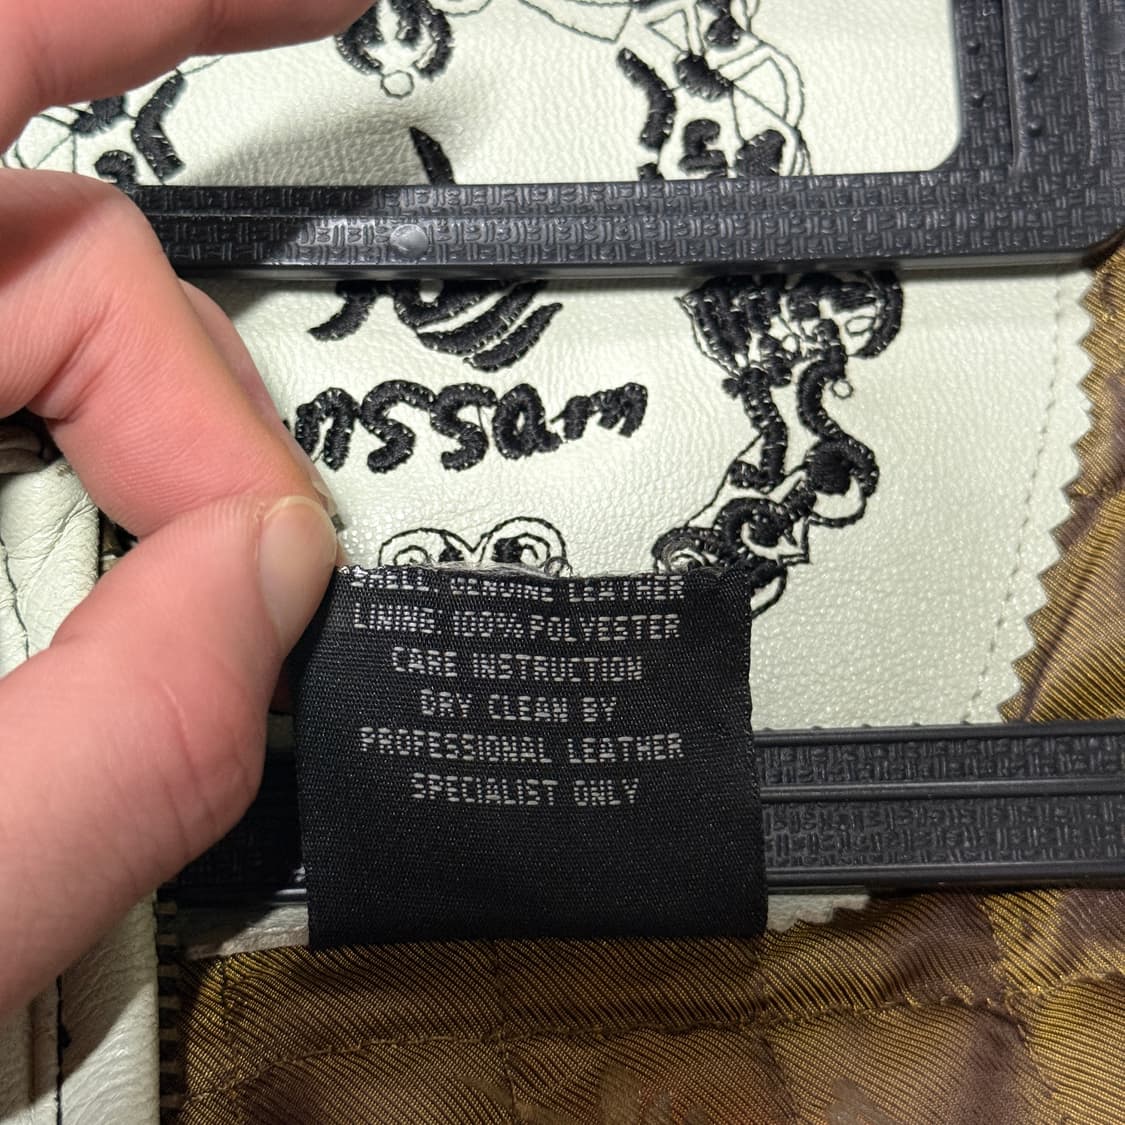 SHELL: GENUINE LEATHER
LINING: 100% POLYESTER
CARE INSTRUCTION
DRY CLEAN BY
PROFESSIONAL LEATHER
SPECIALIST ONLY